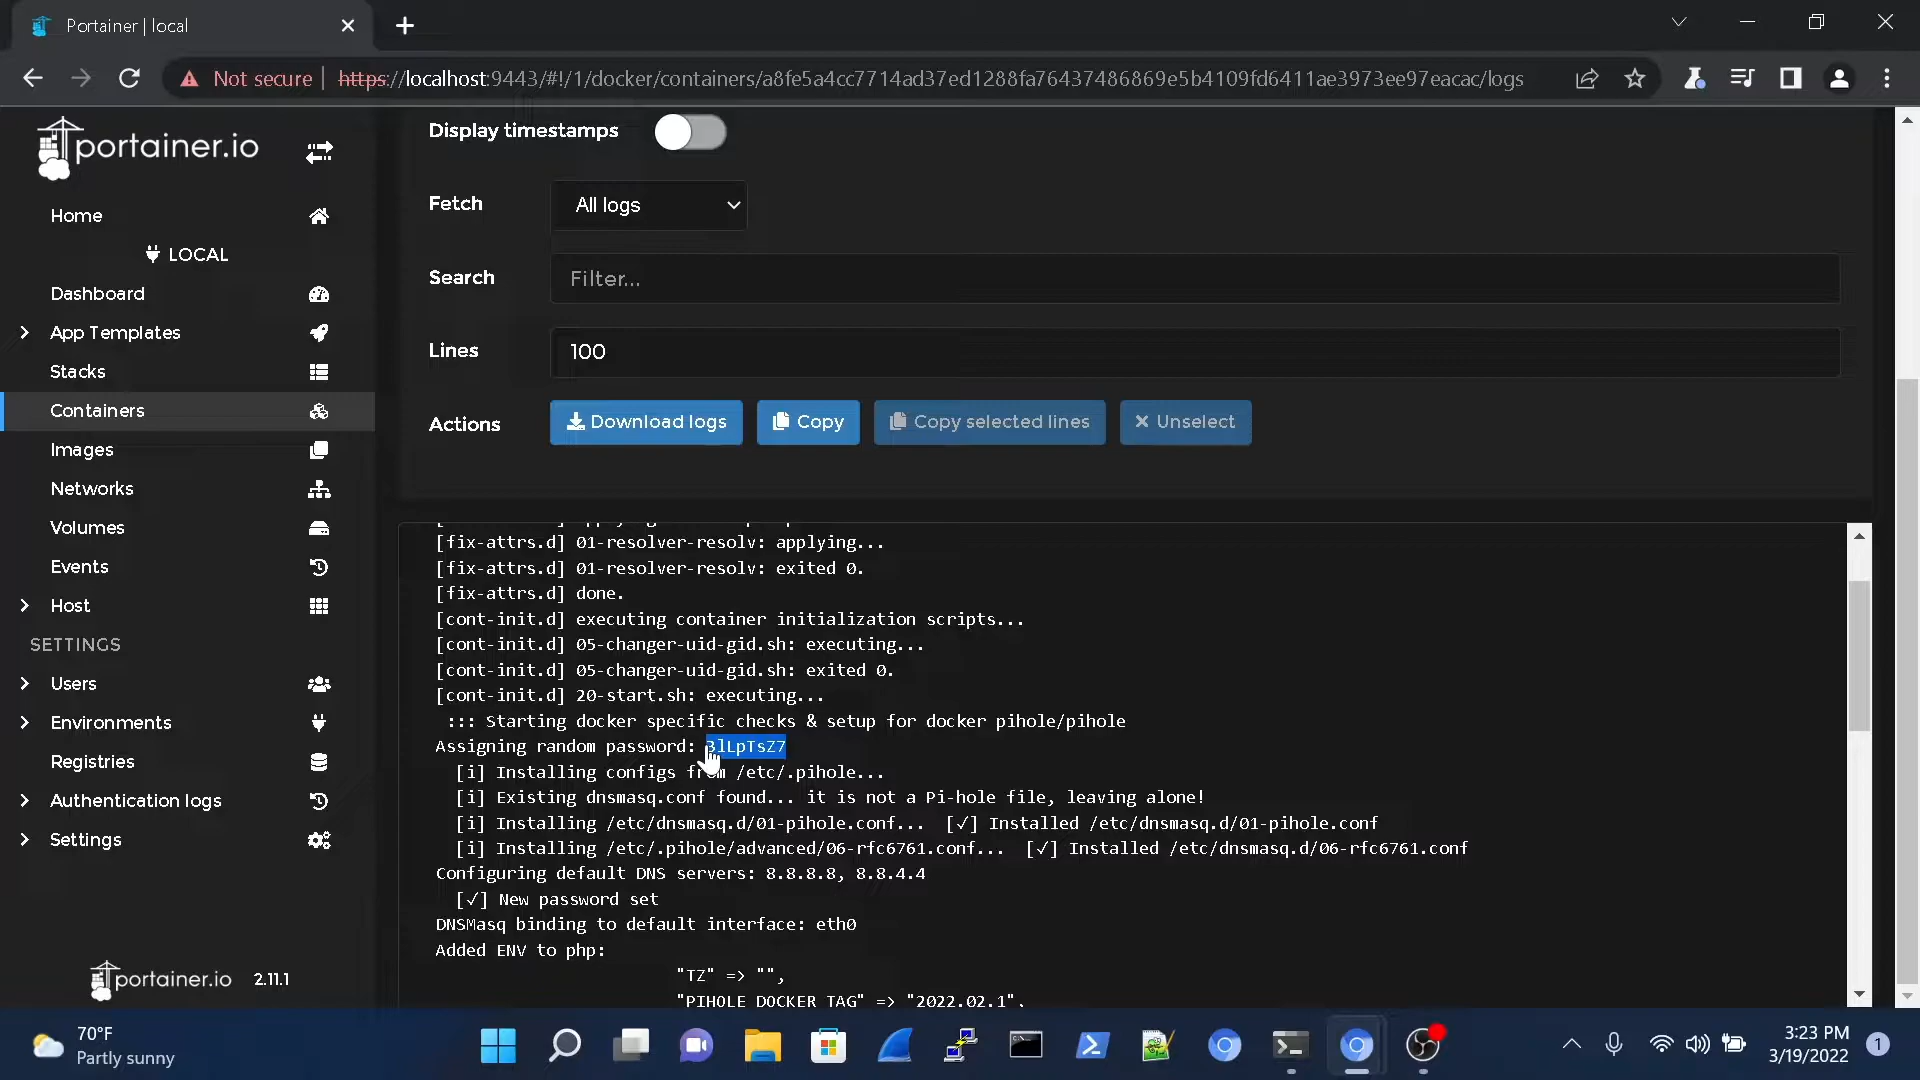 Portainer | local
Not secure | https://localhost:9443/#!/1/docker/containers/a8fe5a4cc7714ad37ed1288fa76437486869e5b4109fd6411ae3973ee97eacac/logs
portainer.io
Home
LOCAL
Dashboard
App Templates
Stacks
Containers
Images
Networks
Volumes
Events
Host
SETTINGS
Users
Environments
Registries
Authentication logs
Settings
portainer.io 2.11.1
Display timestamps
Fetch All logs
Search Filter...
Lines 100
Actions Download logs Copy Copy selected lines Unselect
[fix-attrs.d] 01-resolver-resolv: applying...
[fix-attrs.d] 01-resolver-resolv: exited 0.
[fix-attrs.d] done.
[cont-init.d] executing container initialization scripts...
[cont-init.d] 05-changer-uid-gid.sh: executing...
[cont-init.d] 05-changer-uid-gid.sh: exited 0.
[cont-init.d] 20-start.sh: executing...
::: Starting docker specific checks & setup for docker pihole/pihole
Assigning random password:
[i] Installing configs from /etc/.pihole...
[i] Existing dnsmasq.conf found... it is not a Pi-hole file, leaving alone!
[i] Installing /etc/dnsmasq.d/01-pihole.conf... [✓] Installed /etc/dnsmasq.d/01-pihole.conf
[i] Installing /etc/.pihole/advanced/06-rfc6761.conf... [✓] Installed /etc/dnsmasq.d/06-rfc6761.conf
Configuring default DNS servers: 8.8.8.8, 8.8.4.4
[✓] New password set
DNSMasq binding to default interface: eth0
Added ENV to php:
"TZ" => "",
"PIHOLE_DOCKER_TAG" => "2022.02.1",
70°F
Partly sunny
3:23 PM
3/19/2022
1